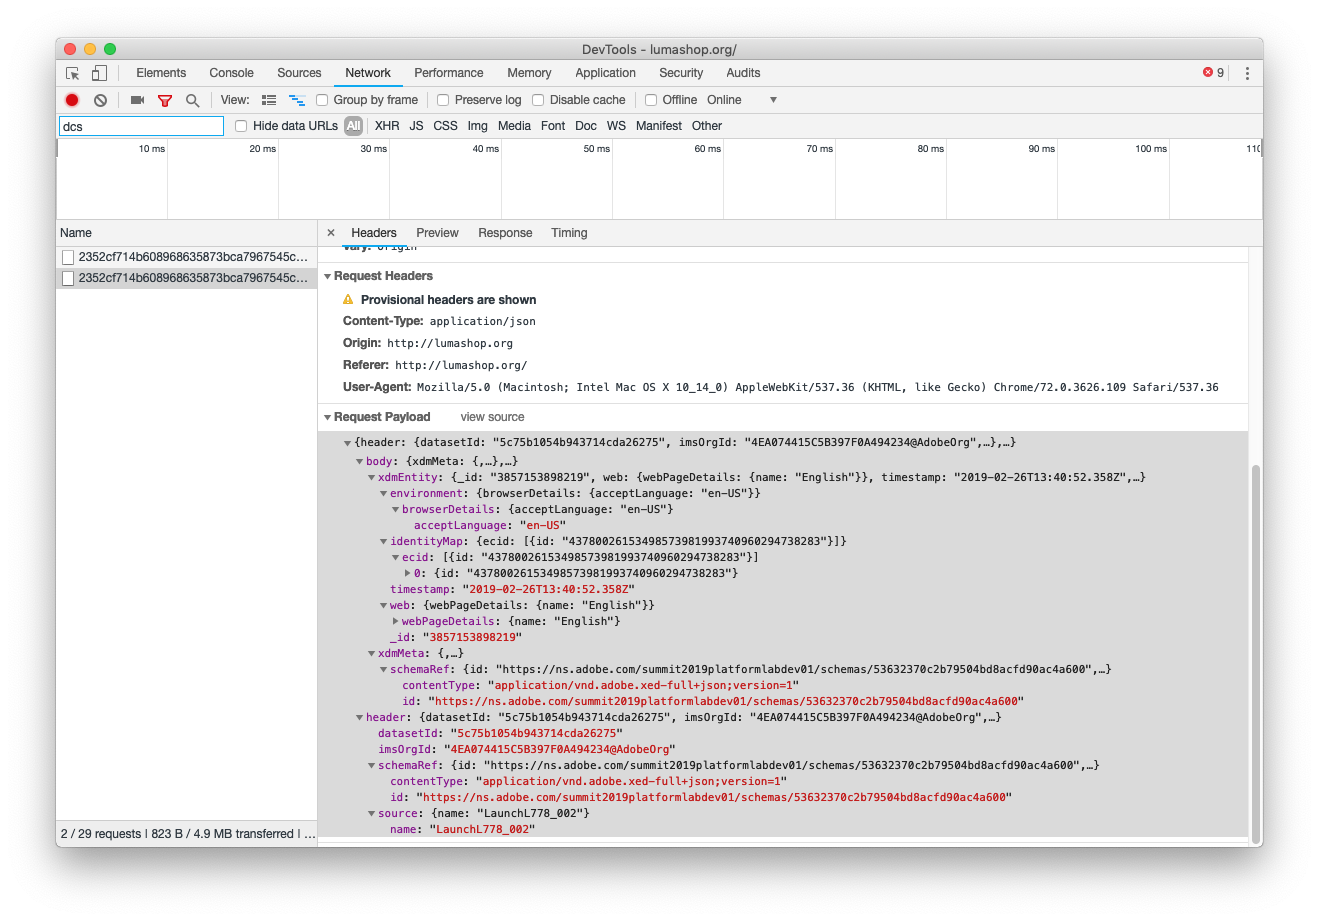 DevTools - lumashop.org/
Elements Console Sources Network Performance Memory Application Security Audits 9
View: Group by frame Preserve log Disable cache Offline Online
dcs Hide data URLs All XHR JS CSS Img Media Font Doc WS Manifest Other
10 ms 20 ms 30 ms 40 ms 50 ms 60 ms 70 ms 80 ms 90 ms 100 ms
Name
2352cf714b608968635873bca7967545c...
2352cf714b608968635873bca7967545c...
2 / 29 requests | 823 B / 4.9 MB transferred | ...
× Headers Preview Response Timing
Vary: Origin
Request Headers
Provisional headers are shown
Content-Type: application/json
Origin: http://lumashop.org
Referer: http://lumashop.org/
User-Agent: Mozilla/5.0 (Macintosh; Intel Mac OS X 10_14_0) AppleWebKit/537.36 (KHTML, like Gecko) Chrome/72.0.3626.109 Safari/537.36
Request Payload view source
{header: {datasetId: "5c75b1054b943714cda26275", imsOrgId: "4EA074415C5B397F0A494234@AdobeOrg",…},…}
body: {xdmMeta: {,…},…}
xdmEntity: {_id: "3857153898219", web: {webPageDetails: {name: "English"}}, timestamp: "2019-02-26T13:40:52.358Z",…}
environment: {browserDetails: {acceptLanguage: "en-US"}}
browserDetails: {acceptLanguage: "en-US"}
acceptLanguage: "en-US"
identityMap: {ecid: [{id: "43780026153498573981993740960294738283"}]}
ecid: [{id: "43780026153498573981993740960294738283"}]
0: {id: "43780026153498573981993740960294738283"}
timestamp: "2019-02-26T13:40:52.358Z"
web: {webPageDetails: {name: "English"}}
webPageDetails: {name: "English"}
_id: "3857153898219"
xdmMeta: {,…}
schemaRef: {id: "https://ns.adobe.com/summit2019platformlabdev01/schemas/53632370c2b79504bd8acfd90ac4a600",…}
contentType: "application/vnd.adobe.xed-full+json;version=1"
id: "https://ns.adobe.com/summit2019platformlabdev01/schemas/53632370c2b79504bd8acfd90ac4a600"
header: {datasetId: "5c75b1054b943714cda26275", imsOrgId: "4EA074415C5B397F0A494234@AdobeOrg",…}
datasetId: "5c75b1054b943714cda26275"
imsOrgId: "4EA074415C5B397F0A494234@AdobeOrg"
schemaRef: {id: "https://ns.adobe.com/summit2019platformlabdev01/schemas/53632370c2b79504bd8acfd90ac4a600",…}
contentType: "application/vnd.adobe.xed-full+json;version=1"
id: "https://ns.adobe.com/summit2019platformlabdev01/schemas/53632370c2b79504bd8acfd90ac4a600"
source: {name: "LaunchL778_002"}
name: "LaunchL778_002"